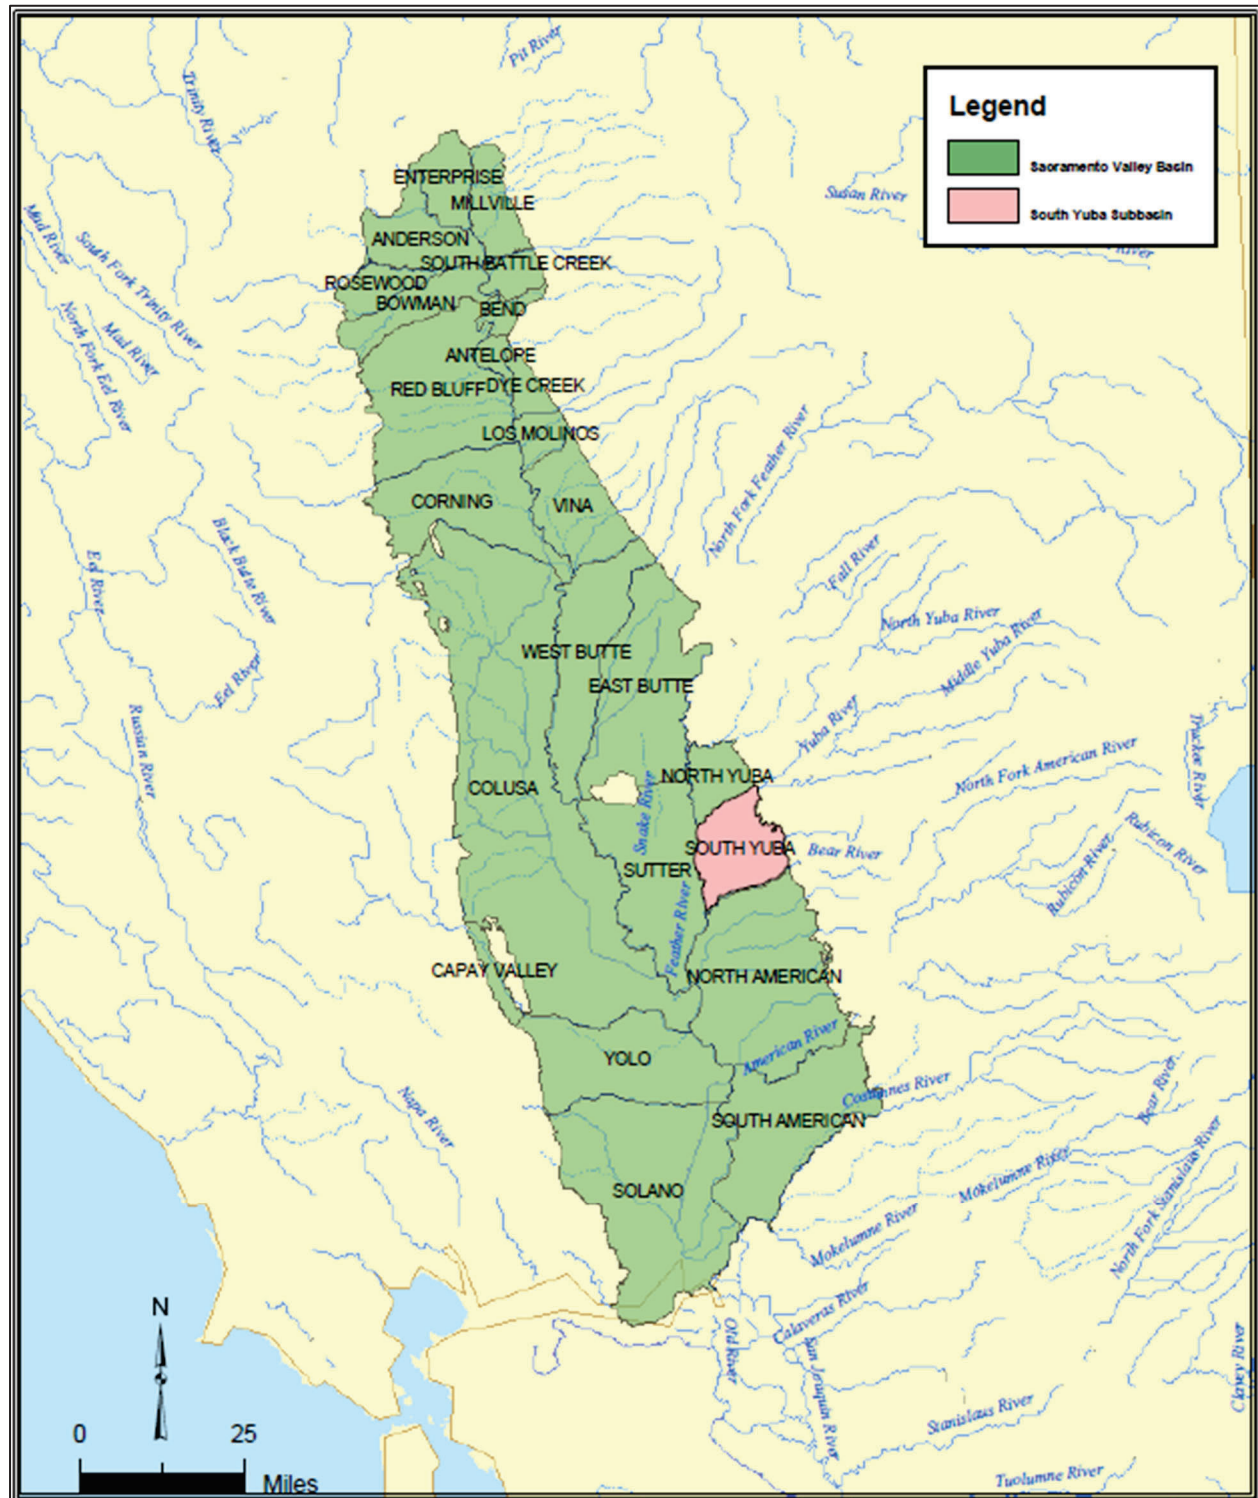 Pit River
Trinity River
Legend
Sacramento Valley Basin
South Yuba Subbasin
Susan River
River
ENTERPRISE
MILLVILLE
ANDERSON
SOUTH BATTLE CREEK
ROSEWOOD
BOWMAN
BEND
ANTELOPE
RED BLUFF
DYE CREEK
LOS MOLINOS
CORNING
VINA
Mad River
South Fork Trinity River
Mad River
North Fork Eel River
Black Butte River
Eel River
Eel River
Russian River
North Fork Feather River
Fall River
North Yuba River
Middle Yuba River
Yuba River
WEST BUTTE
EAST BUTTE
NORTH YUBA
COLUSA
Snake River
SOUTH YUBA
SUTTER
Bear River
North Fork American River
Truckee River
Rubicon River
Rubicon River
Feather River
CAPAY VALLEY
NORTH AMERICAN
YOLO
American River
Cosumnes River
SOUTH AMERICAN
SOLANO
Napa River
Bear River
Mokelumne River
Mokelumne River
North Fork Stanislaus River
Calaveras River
Old River
San Joaquin River
Stanislaus River
Clavey River
Tuolumne River
N
0 25
Miles